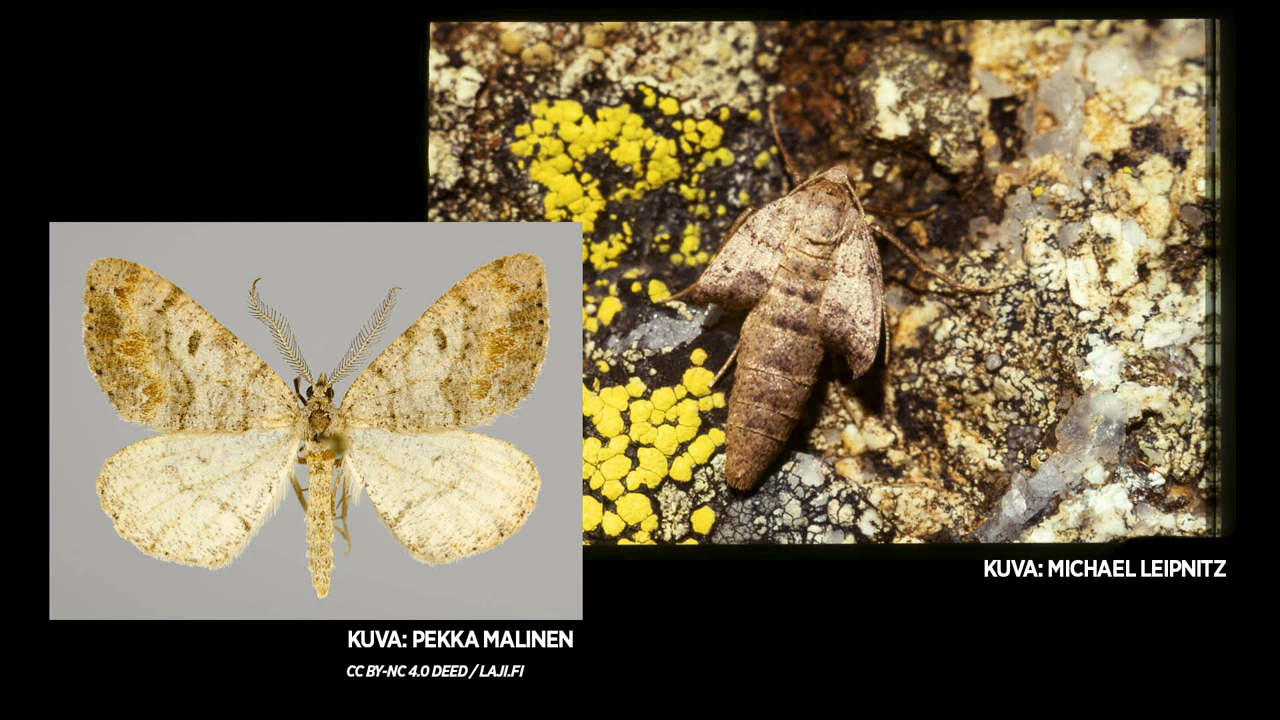 KUVA: MICHAEL LEIPNITZ
KUVA: PEKKA MALINEN
CC BY-NC 4.0 DEED / LAJI.FI